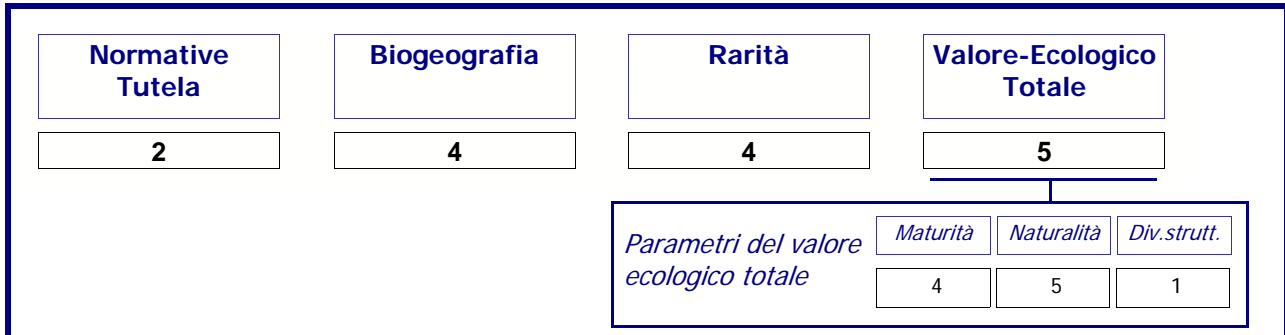 Normative
Tutela
Biogeografia
Rarità
Valore-Ecologico
Totale
2
4
4
5
Parametri del valore
ecologico totale
Maturità
Naturalità
Div.strutt.
4
5
1